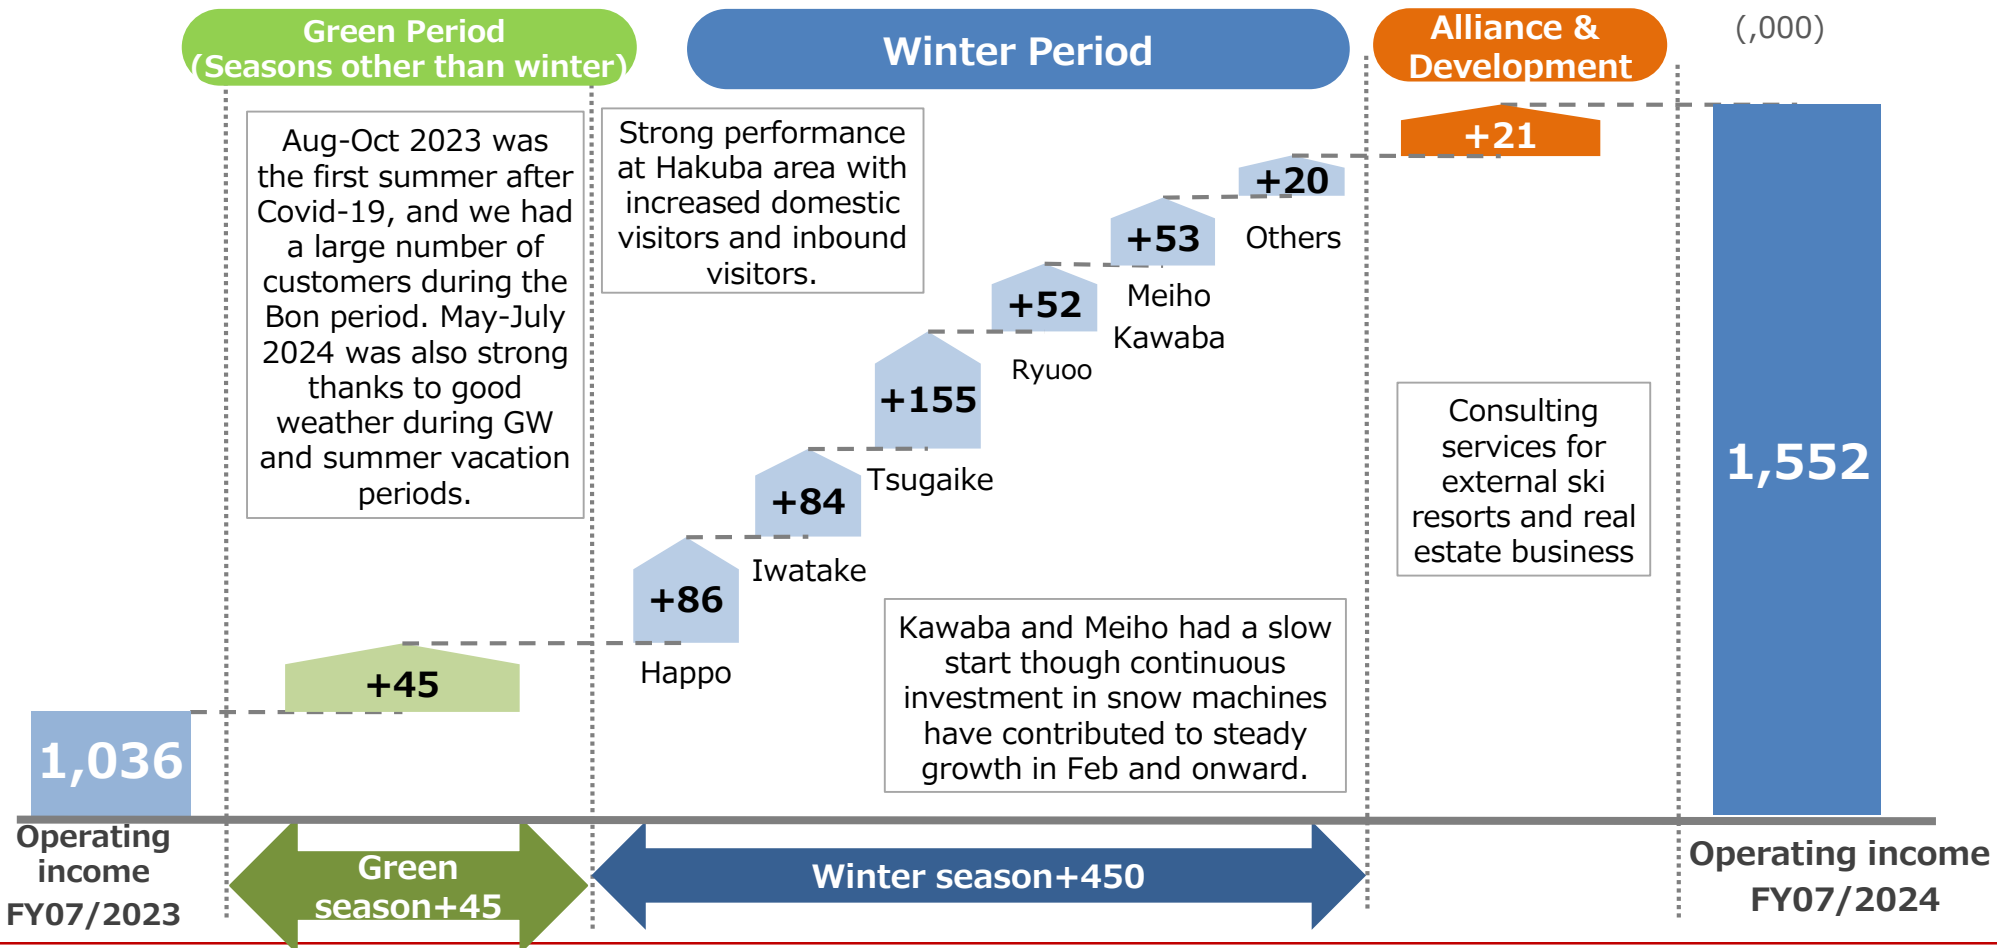 Green Period
(Seasons other than winter)
Winter Period
Alliance &
Development
(,000)
Aug-Oct 2023 was
the first summer after
Covid-19, and we had
a large number of
customers during the
Bon period. May-July
2024 was also strong
thanks to good
weather during GW
and summer vacation
periods.
Strong performance
at Hakuba area with
increased domestic
visitors and inbound
visitors.
+21
+20
Others
+53
Meiho
Kawaba
+52
Ryuoo
+155
Tsugaike
+84
Iwatake
+86
Happo
+45
1,036
Consulting
services for
external ski
resorts and real
estate business
1,552
Kawaba and Meiho had a slow
start though continuous
investment in snow machines
have contributed to steady
growth in Feb and onward.
Operating
income
FY07/2023
Green
season+45
Winter season+450
Operating income
FY07/2024